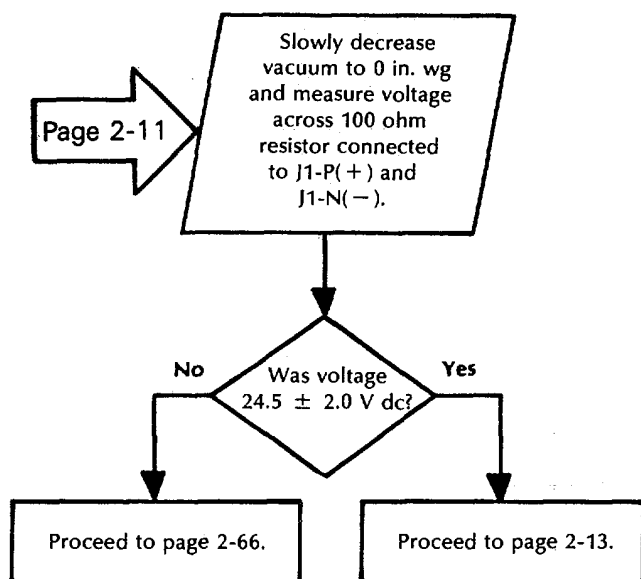 Slowly decrease
vacuum to 0 in. wg
and measure voltage
across 100 ohm
resistor connected
to J1-P(+) and
J1-N(−).
Page 2-11
No
Yes
Was voltage
24.5 ± 2.0 V dc?
Proceed to page 2-66.
Proceed to page 2-13.